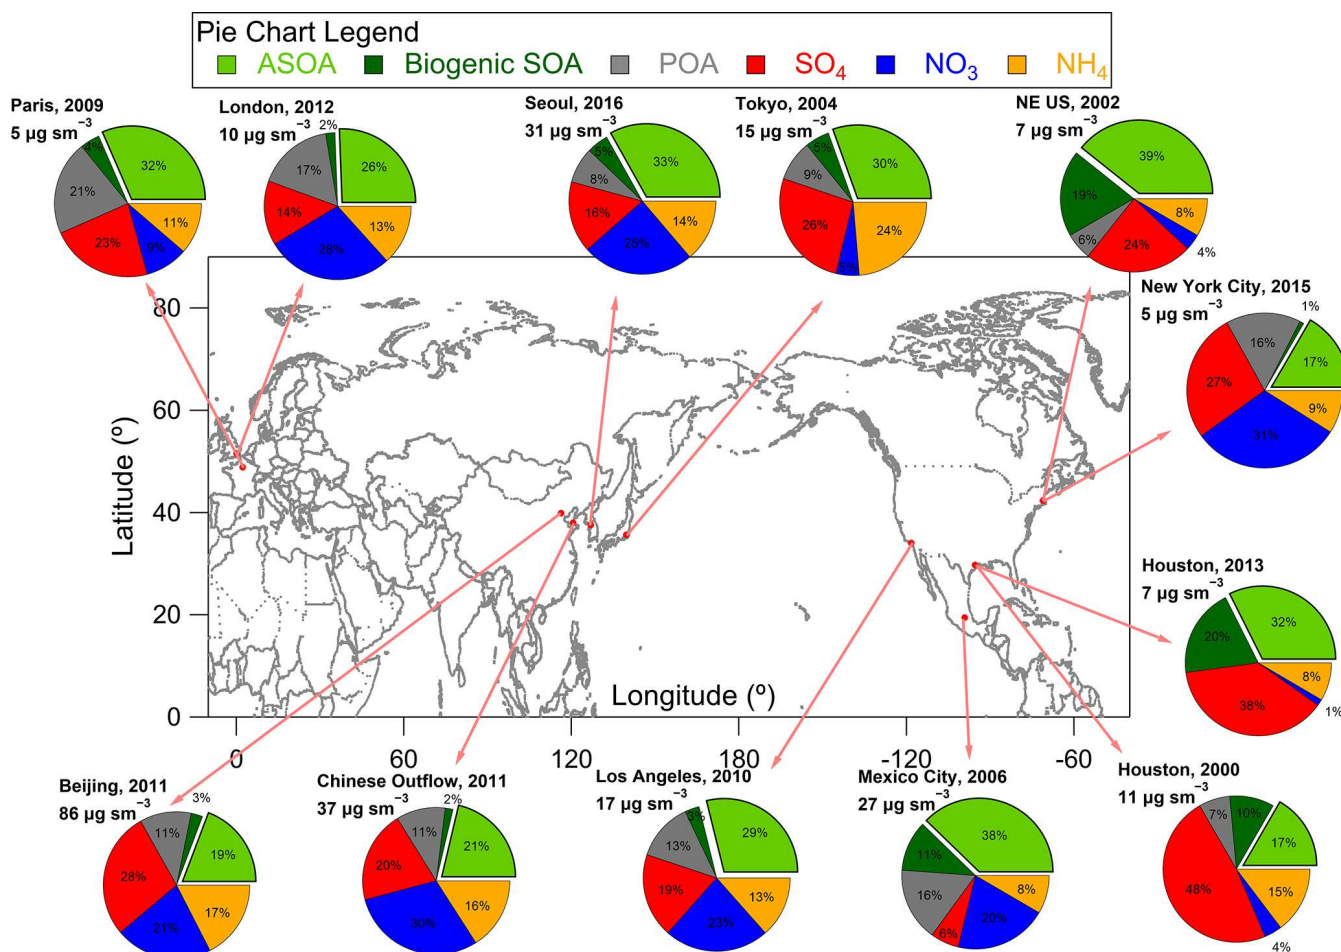 Pie Chart Legend
ASOA Biogenic SOA POA SO₄ NO₃ NH₄
Paris, 2009
5 µg sm⁻³
4%
32%
21%
11%
23%
9%
London, 2012
10 µg sm⁻³
2%
26%
17%
14%
13%
28%
Seoul, 2016
31 µg sm⁻³
5%
33%
8%
16%
14%
25%
Tokyo, 2004
15 µg sm⁻³
5%
30%
9%
26%
24%
5%
NE US, 2002
7 µg sm⁻³
39%
19%
8%
6%
24%
4%
New York City, 2015
5 µg sm⁻³
1%
16%
17%
27%
9%
31%
Houston, 2013
7 µg sm⁻³
32%
20%
8%
38%
1%
Latitude (º)
80
60
40
20
0
Longitude (º)
0 60 120 180 -120 -60
Beijing, 2011
86 µg sm⁻³
3%
11%
19%
28%
17%
21%
Chinese Outflow, 2011
37 µg sm⁻³
2%
11%
21%
20%
16%
30%
Los Angeles, 2010
17 µg sm⁻³
3%
29%
13%
19%
13%
23%
Mexico City, 2006
27 µg sm⁻³
38%
11%
16%
8%
6%
20%
Houston, 2000
11 µg sm⁻³
7%
10%
17%
48%
15%
4%